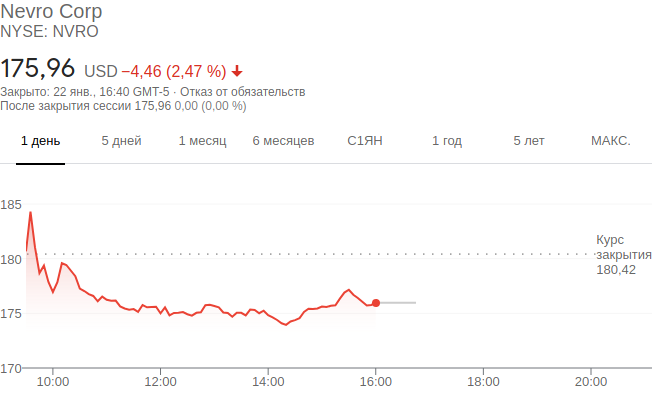 Nevro Corp
NYSE: NVRO
175,96 USD −4,46 (2,47 %)
Закрыто: 22 янв., 16:40 GMT-5 · Отказ от обязательств
После закрытия сессии 175,96 0,00 (0,00 %)
1 день 5 дней 1 месяц 6 месяцев С1ЯН 1 год 5 лет МАКС.
185
Курс
закрытия
180,42
180
175
170
10:00 12:00 14:00 16:00 18:00 20:00